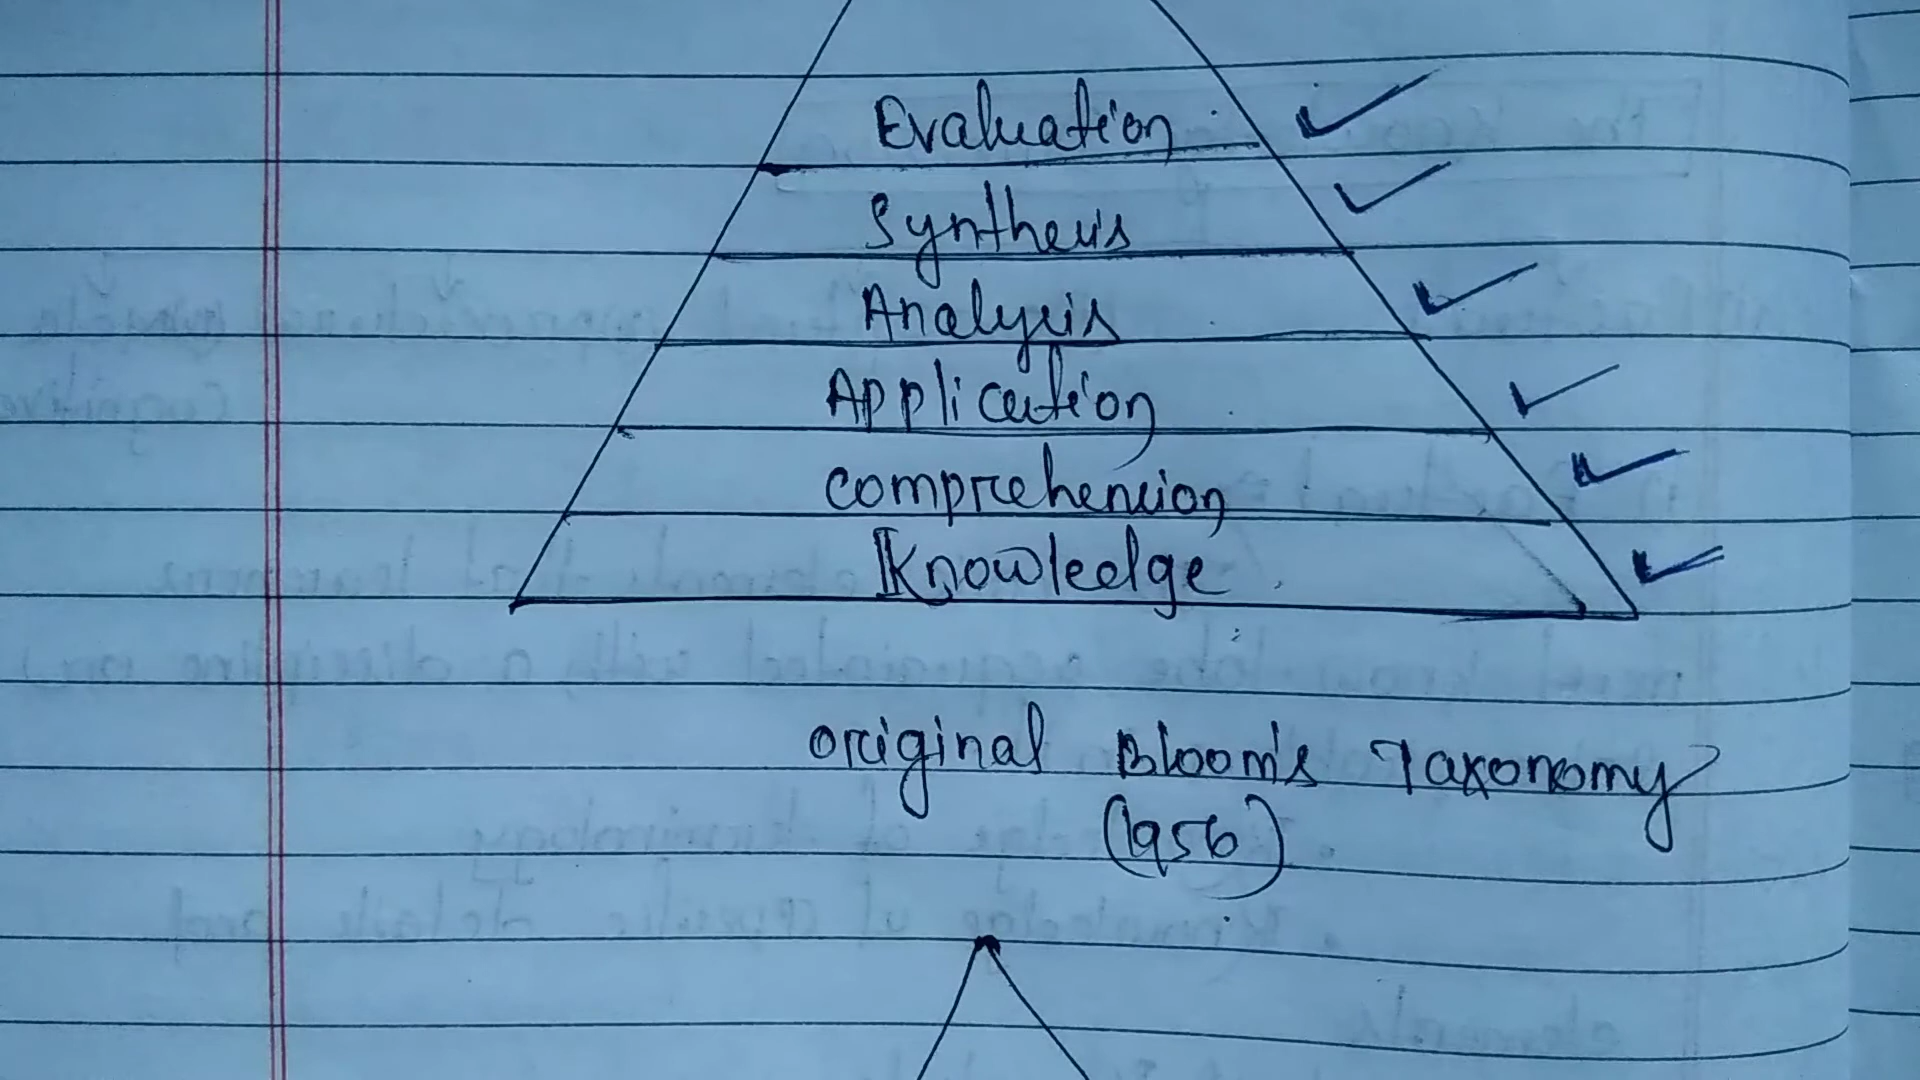 Evaluation
Synthesis
Analysis
Application
Comprehension
Knowledge
Original Bloom's Taxonomy
(1956)